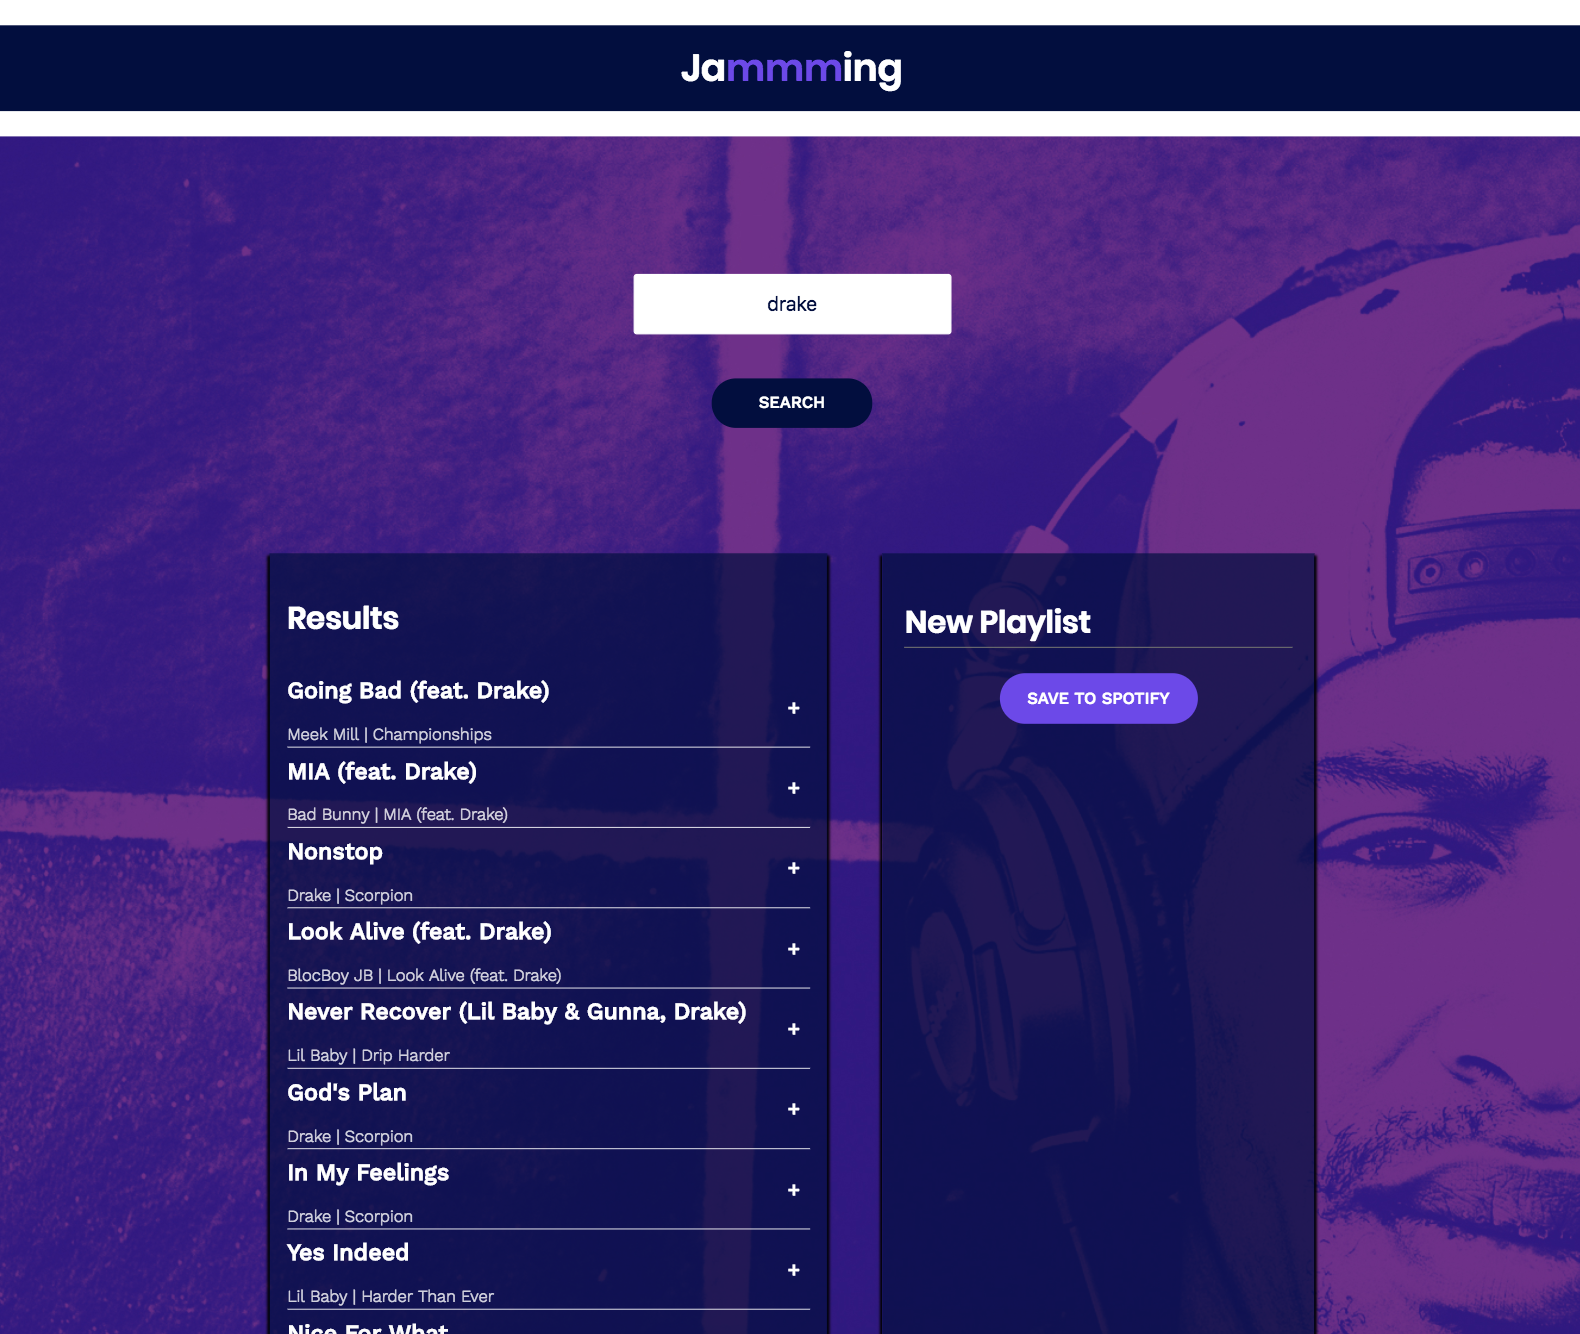 Jammming
drake
SEARCH
Results
Going Bad (feat. Drake)
+
Meek Mill | Championships
MIA (feat. Drake)
+
Bad Bunny | MIA (feat. Drake)
Nonstop
+
Drake | Scorpion
Look Alive (feat. Drake)
+
BlocBoy JB | Look Alive (feat. Drake)
Never Recover (Lil Baby & Gunna, Drake)
+
Lil Baby | Drip Harder
God's Plan
+
Drake | Scorpion
In My Feelings
+
Drake | Scorpion
Yes Indeed
+
Lil Baby | Harder Than Ever
Nice For What
New Playlist
SAVE TO SPOTIFY